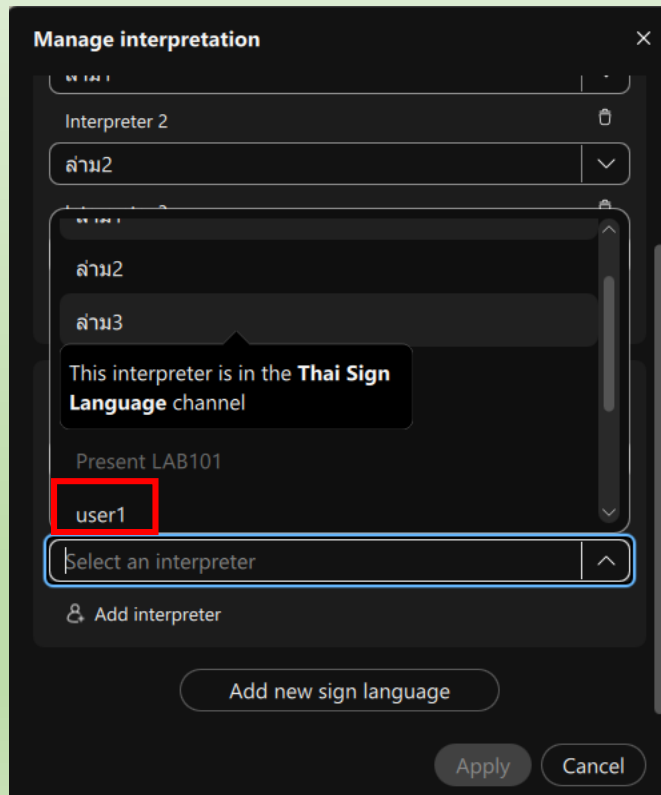 Manage interpretation
Interpreter 2
ล่าม2
ล่าม2
ล่าม3
This interpreter is in the Thai Sign
Language channel
Present LAB101
user1
Select an interpreter
Add interpreter
Add new sign language
Apply
Cancel